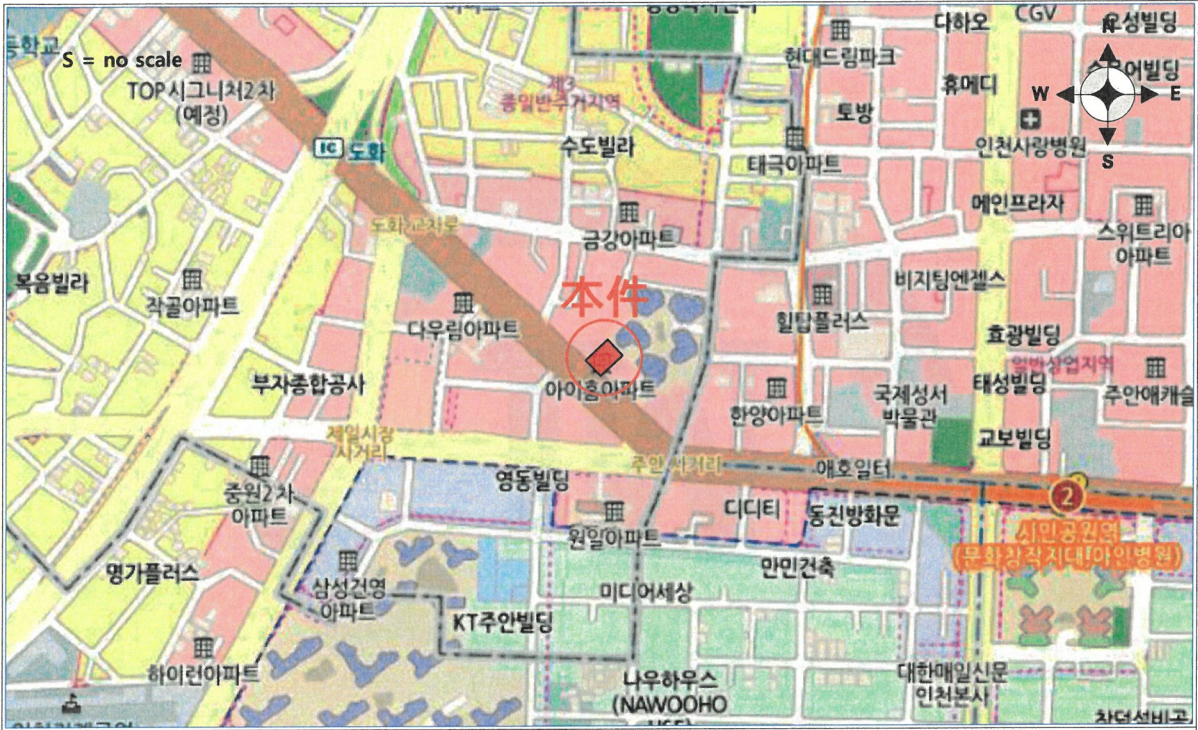 CGV
다하오
오성빌딩
N
등학교
S = no scale
현대드림파크
TOP시그니처2차
(예정)
제3
종일반주거지역
휴메디
W
E
토방
IC 도화
수도빌라
인천사랑병원
S
태극아파트
메인프라자
도화 교차로
금강아파트
스위트리아
아파트
복음빌라
비지팅엔젤스
작골아파트
本件
다우림아파트
힐탑플러스
효광빌딩
일반상업지역
부자종합공사
아이홈아파트
태성빌딩
국제성서
박물관
주안애캐슬
한양아파트
제일시장
사거리
교보빌딩
주안 사거리
애호일터
영동빌딩
중원2차
아파트
2
디디티
동진방화문
원일아파트
시민공원역
(문화창작지대[아인병원])
명가플러스
만민건축
삼성건영
아파트
미디어세상
KT주안빌딩
하이런아파트
대한매일신문
인천본사
나우하우스
(NAWOOHO